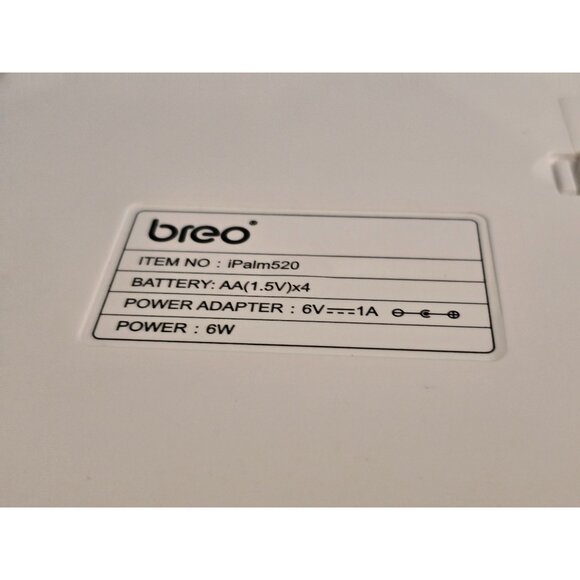 breo
ITEM NO : iPalm520
BATTERY: AA(1.5V)x4
POWER ADAPTER : 6V⎓1A
POWER : 6W